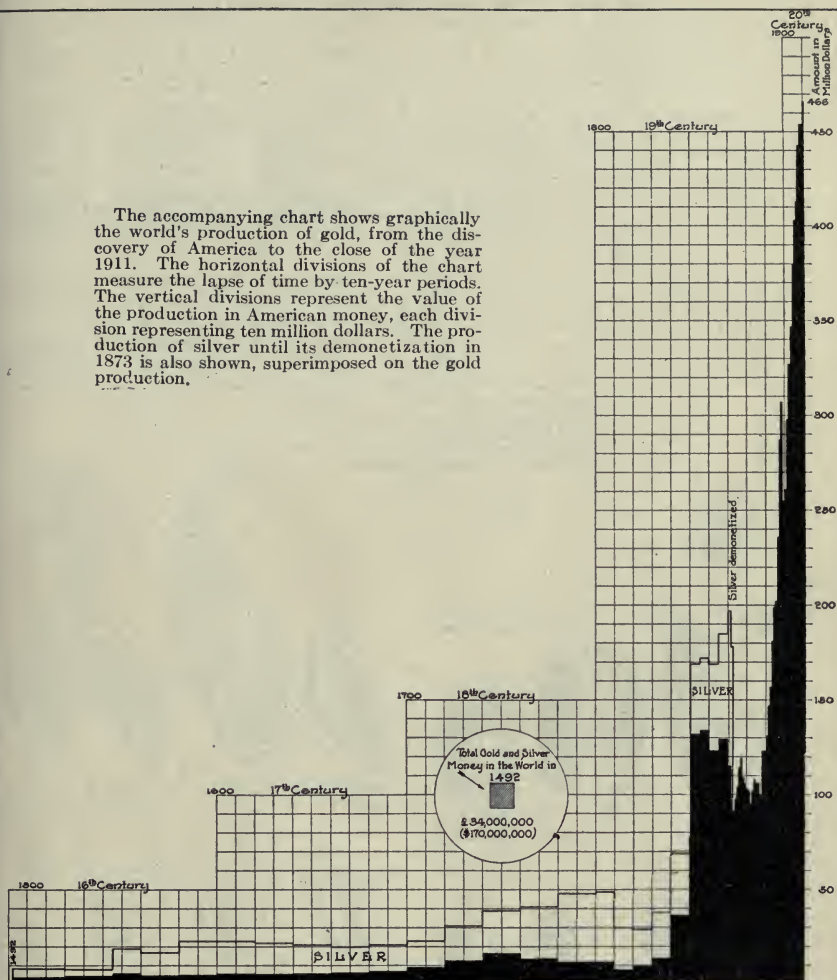 20th
Century
1900
Amount in
Million Dollars
466
450
1800 19th Century
The accompanying chart shows graphically
the world's production of gold, from the dis-
covery of America to the close of the year
1911. The horizontal divisions of the chart
measure the lapse of time by ten-year periods.
The vertical divisions represent the value of
the production in American money, each divi-
sion representing ten million dollars. The pro-
duction of silver until its demonetization in
1873 is also shown, superimposed on the gold
production.
400
350
300
250
Silver demonetized.
200
SILVER
1700 18th Century
150
Total Gold and Silver
Money in the World in
1492
£34,000,000
($170,000,000)
1600 17th Century
100
1500 16th Century
50
1492
SILVER